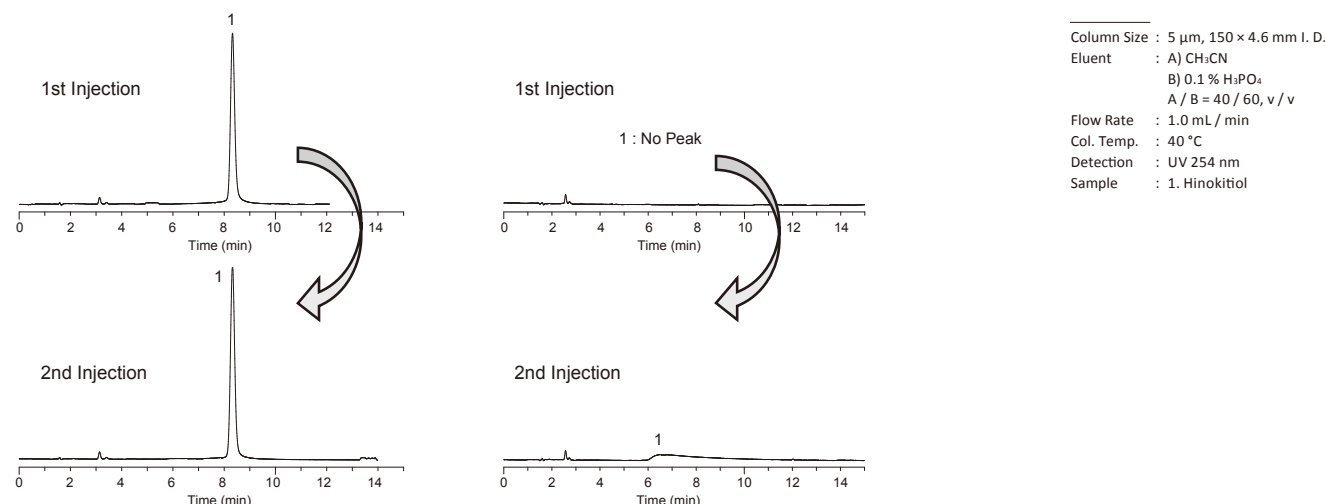 1
1st Injection
0 2 4 6 8 10 12 14
Time (min)
1
2nd Injection
0 2 4 6 8 10 12 14
Time (min)
1st Injection
1 : No Peak
0 2 4 6 8 10 12 14
Time (min)
2nd Injection
1
0 2 4 6 8 10 12 14
Time (min)
Column Size : 5 μm, 150 × 4.6 mm I. D.
Eluent : A) CH₃CN
B) 0.1 % H₃PO₄
A / B = 40 / 60, v / v
Flow Rate : 1.0 mL / min
Col. Temp. : 40 °C
Detection : UV 254 nm
Sample : 1. Hinokitiol